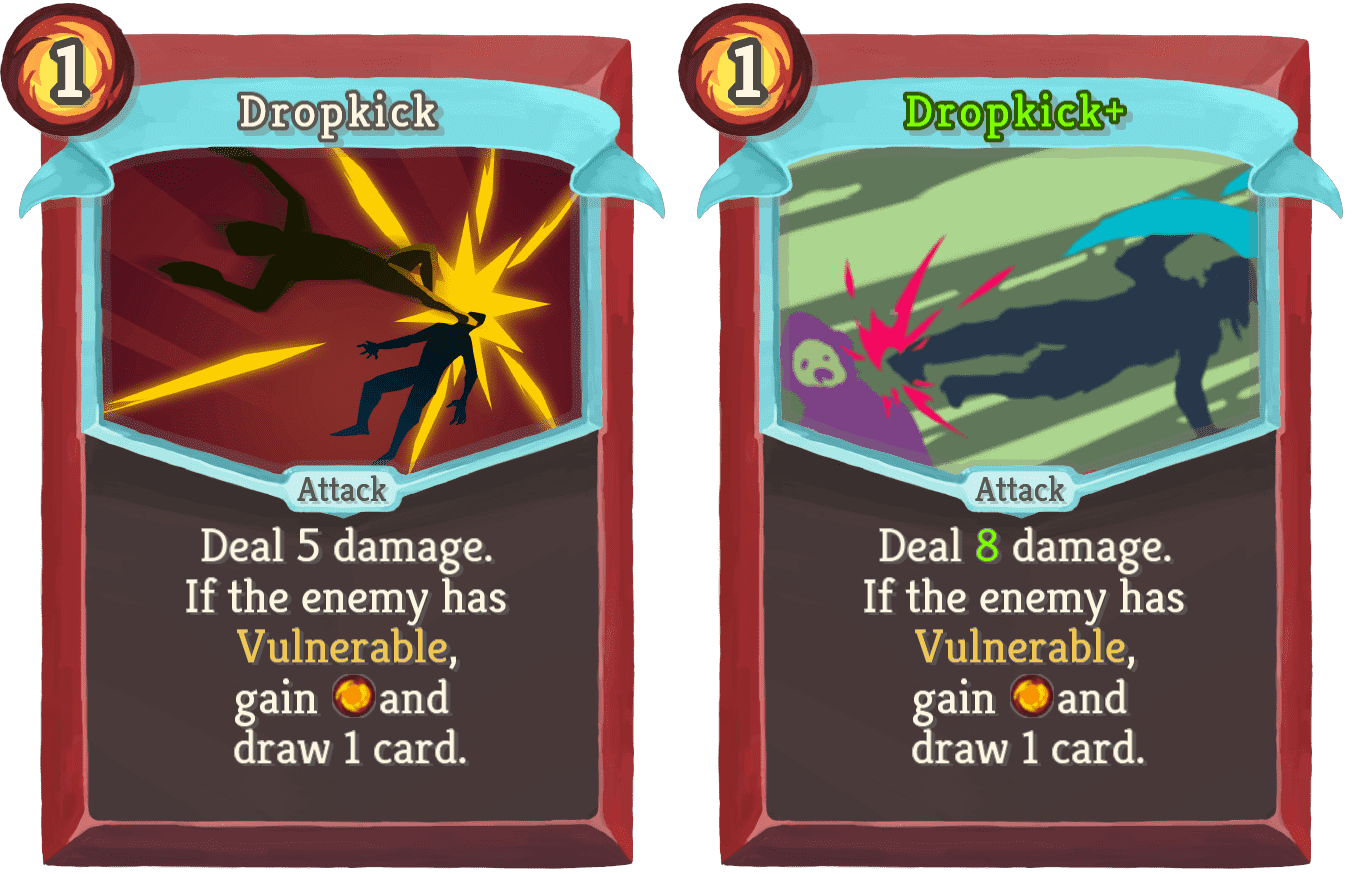 1
Dropkick
Attack
Deal 5 damage.
If the enemy has
Vulnerable,
gain and
draw 1 card.
1
Dropkick+
Attack
Deal 8 damage.
If the enemy has
Vulnerable,
gain and
draw 1 card.